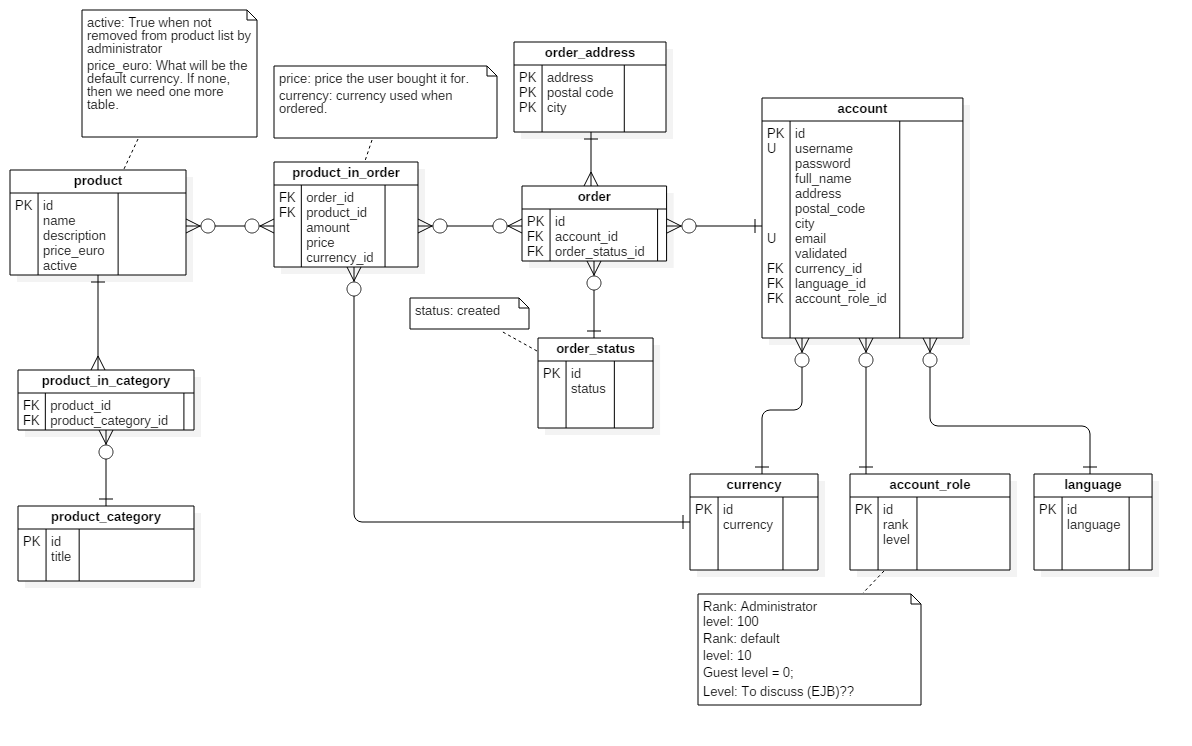 active: True when not
removed from product list by
administrator
price_euro: What will be the
default currency. If none,
then we need one more
table.
price: price the user bought it for.
currency: currency used when
ordered.
order_address
PK address
PK postal code
PK city
account
PK id
U username
password
full_name
address
postal_code
city
U email
validated
FK currency_id
FK language_id
FK account_role_id
product
PK id
name
description
price_euro
active
product_in_order
FK order_id
FK product_id
amount
price
currency_id
order
PK id
FK account_id
FK order_status_id
status: created
order_status
PK id
status
product_in_category
FK product_id
FK product_category_id
product_category
PK id
title
currency
PK id
currency
account_role
PK id
rank
level
language
PK id
language
Rank: Administrator
level: 100
Rank: default
level: 10
Guest level = 0;
Level: To discuss (EJB)??